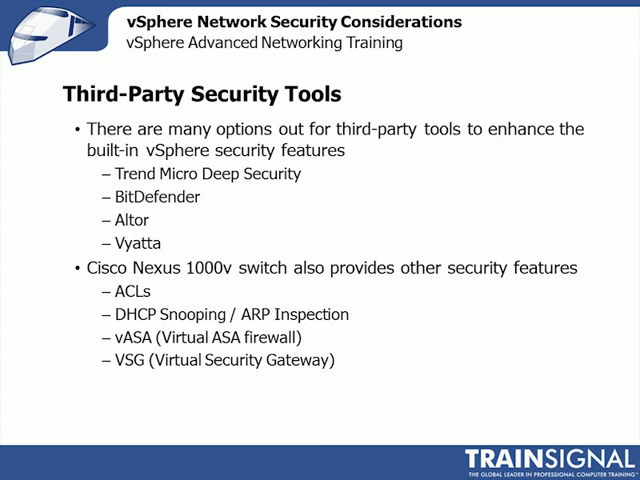 vSphere Network Security Considerations
vSphere Advanced Networking Training
Third-Party Security Tools
• There are many options out for third-party tools to enhance the
built-in vSphere security features
– Trend Micro Deep Security
– BitDefender
– Altor
– Vyatta
• Cisco Nexus 1000v switch also provides other security features
– ACLs
– DHCP Snooping / ARP Inspection
– vASA (Virtual ASA firewall)
– VSG (Virtual Security Gateway)
TRAINSIGNAL
THE GLOBAL LEADER IN PROFESSIONAL COMPUTER TRAINING